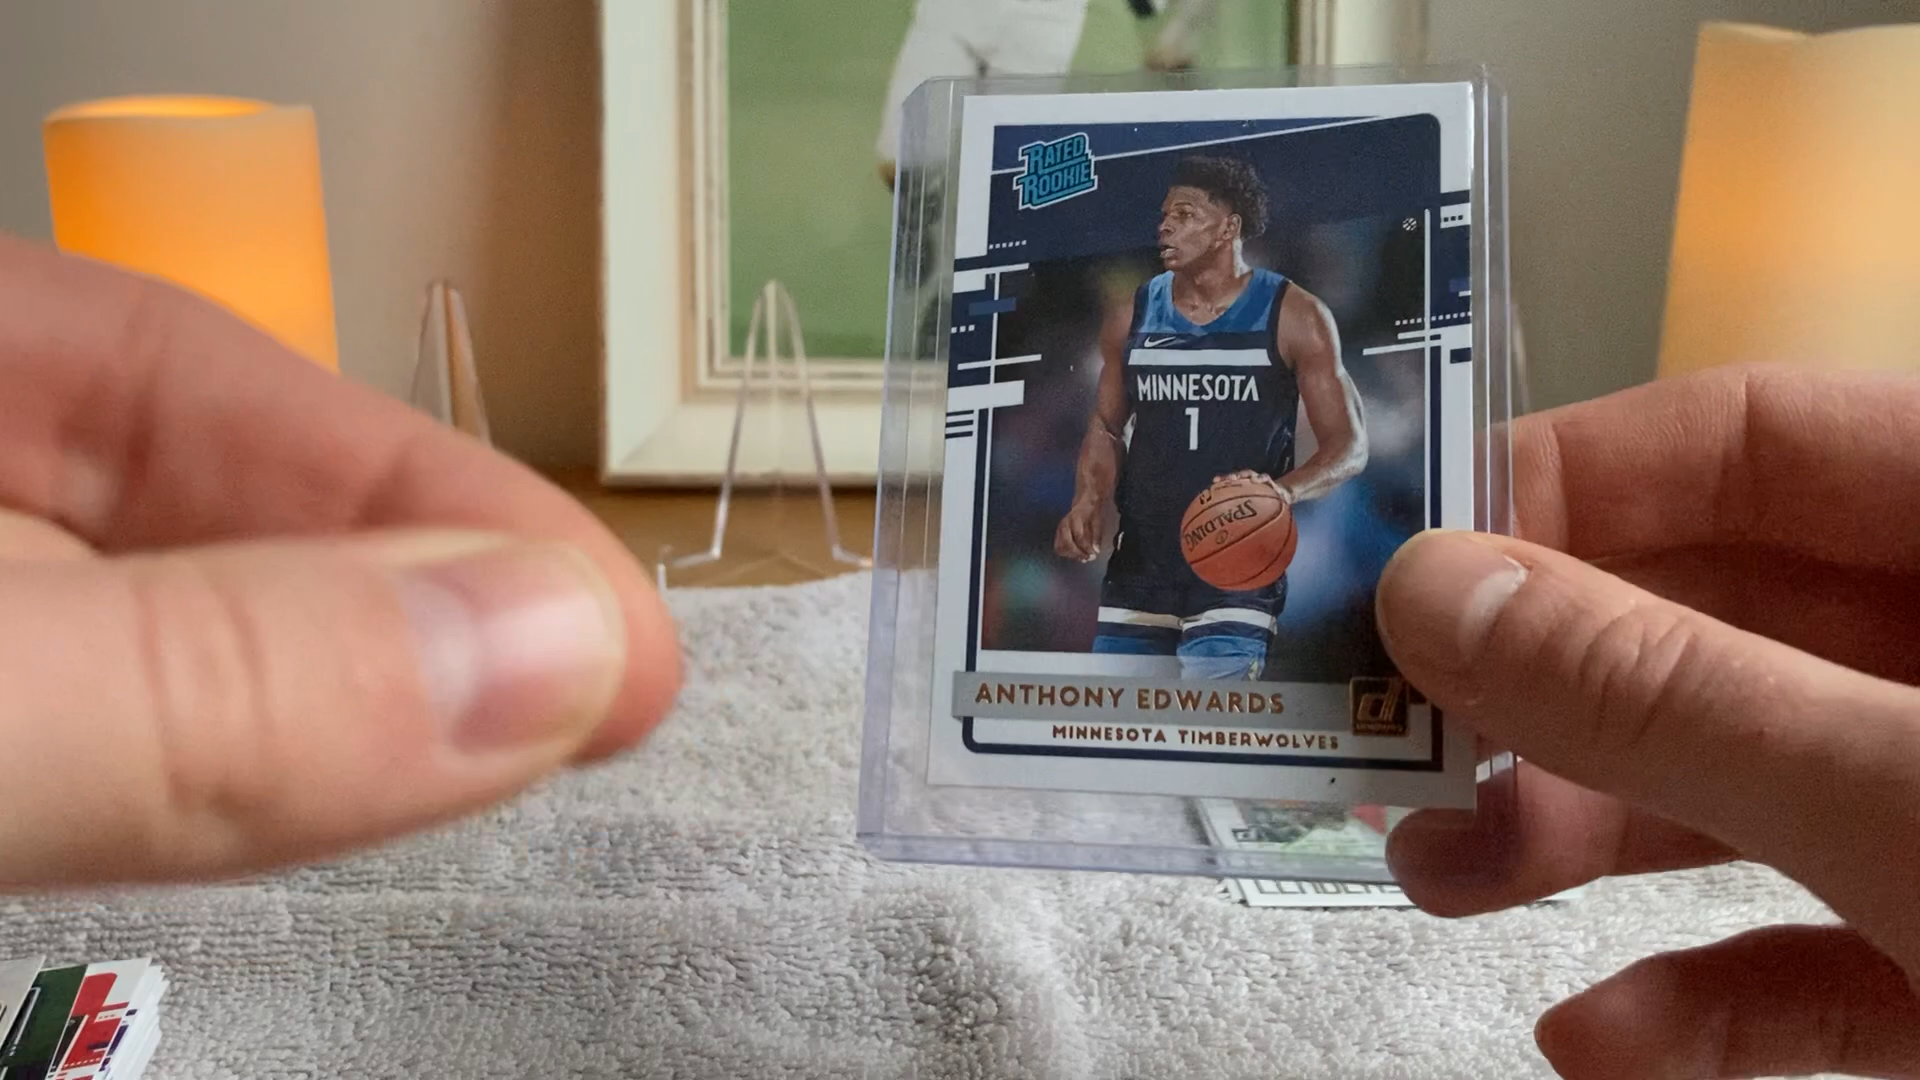 RATED
ROOKIE
MINNESOTA
1
SPALDING
ANTHONY EDWARDS
MINNESOTA TIMBERWOLVES